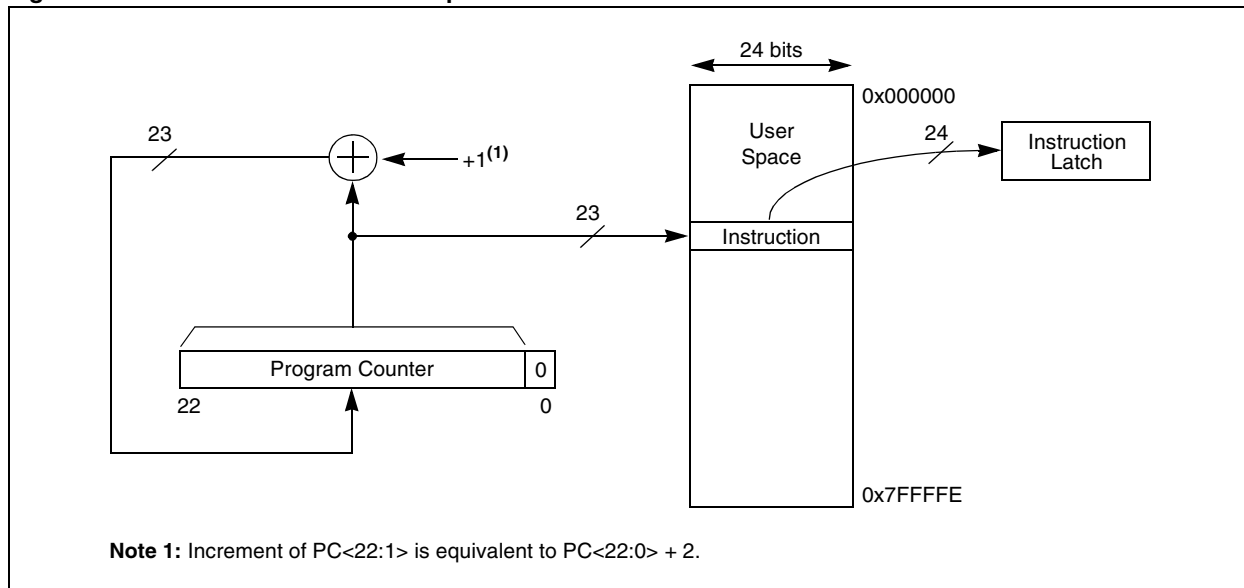 24 bits
0x000000
23
+1(1)
User
Space
24
Instruction
Latch
23
Instruction
Program Counter
0
22
0
0x7FFFFE
Note 1: Increment of PC<22:1> is equivalent to PC<22:0> + 2.